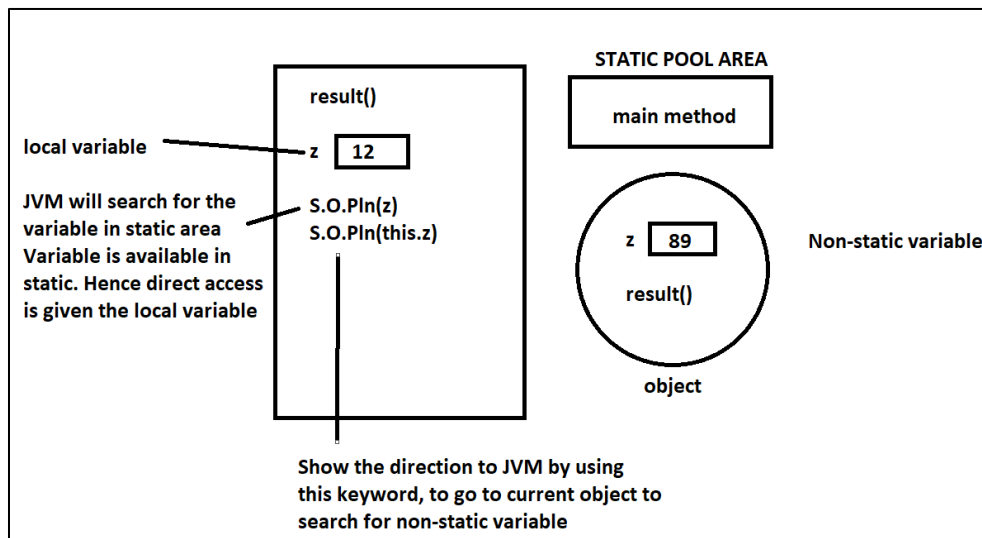 STATIC POOL AREA
main method
result()
local variable
z 12
JVM will search for the
variable in static area
Variable is available in
static. Hence direct access
is given the local variable
S.O.Pln(z)
S.O.Pln(this.z)
z 89
Non-static variable
result()
object
Show the direction to JVM by using
this keyword, to go to current object to
search for non-static variable